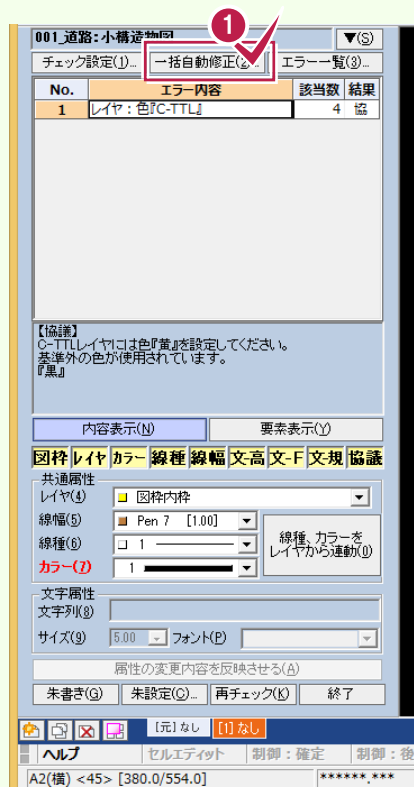 001_道路:小構造物図 ▼(S)
1
チェック設定(1)... 一括自動修正(2)... エラー一覧(3)...
No. エラー内容 該当数 結果
1 レイヤ：色『C-TTL』 4 協
【協議】
C-TTLレイヤには色『黄』を設定してください。
基準外の色が使用されています。
『黒』
内容表示(N) 要素表示(Y)
図枠 レイヤ カラー 線種 線幅 文-高 文-F 文-規 協議
共通属性
レイヤ(4) 図枠内枠
線幅(5) Pen 7 [1.00]
線種(6) 1
線種、カラーを
レイヤから連動(0)
カラー(7) 1
文字属性
文字列(8)
サイズ(9) 5.00 フォント(P)
属性の変更内容を反映させる(A)
朱書き(G) 朱設定(C)... 再チェック(K) 終了
[元]なし [1]なし
ヘルプ セルエディット 制御：確定 制御：後
A2(横) <45> [380.0/554.0] ******.***